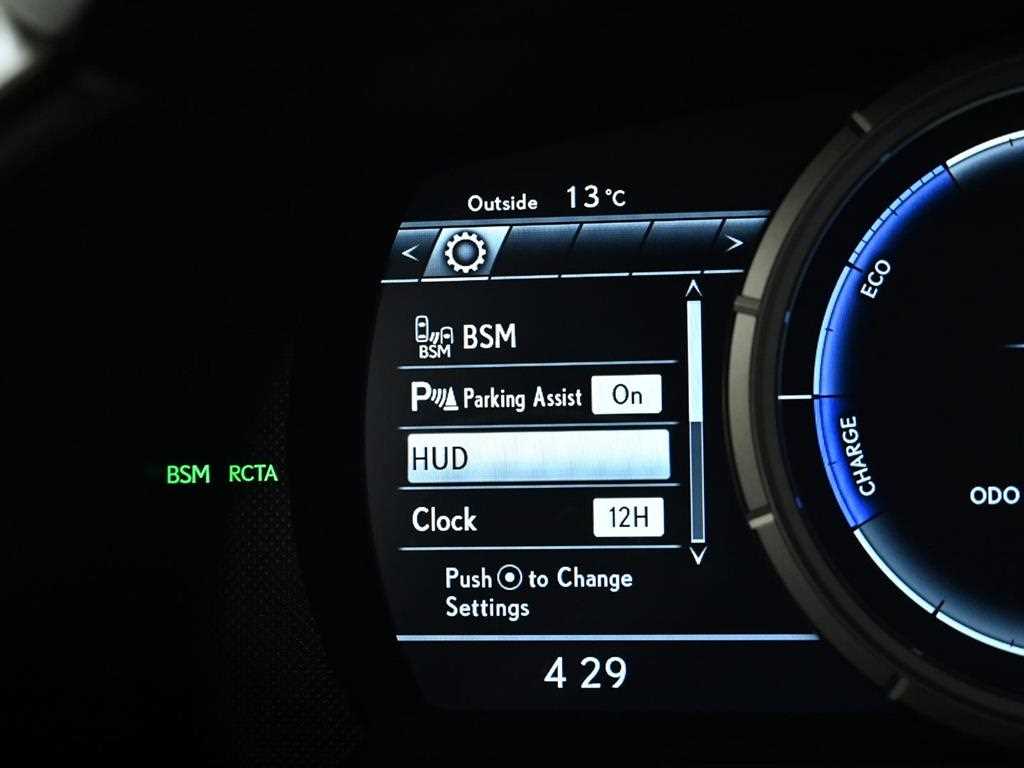 Outside 13°C
< >
BSM BSM
P Parking Assist On
HUD
BSM RCTA
Clock 12H
Push to Change
Settings
4 29
ECO
CHARGE
ODO